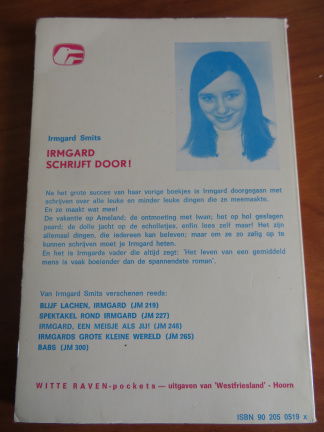 Irmgard Smits
IRMGARD
SCHRIJFT DOOR!
Na het grote succes van haar vorige boekjes is Irmgard doorgegaan met
schrijven over alle leuke en minder leuke dingen die ze meemaakte.
En ze maakt wat mee!
De vakantie op Ameland; de ontmoeting met Iwan; het op hol geslagen
paard; de dolle jacht op de scholletjes, enfin lees zelf maar! Het zijn
allemaal dingen, die iedereen kan beleven; maar om ze zo zalig op te
kunnen schrijven moet je Irmgard heten.
En het is Irmgards vader die altijd zegt: 'Het leven van een gemiddeld
mens is vaak boeiender dan de spannendste roman'.
Van Irmgard Smits verschenen reeds:
BLIJF LACHEN, IRMGARD (JM 219)
SPEKTAKEL ROND IRMGARD (JM 227)
IRMGARD, EEN MEISJE ALS JIJ! (JM 246)
IRMGARDS GROTE KLEINE WERELD (JM 265)
BABS (JM 300)
WITTE RAVEN-pockets — uitgaven van 'Westfriesland' - Hoorn
ISBN 90 205 0519 x